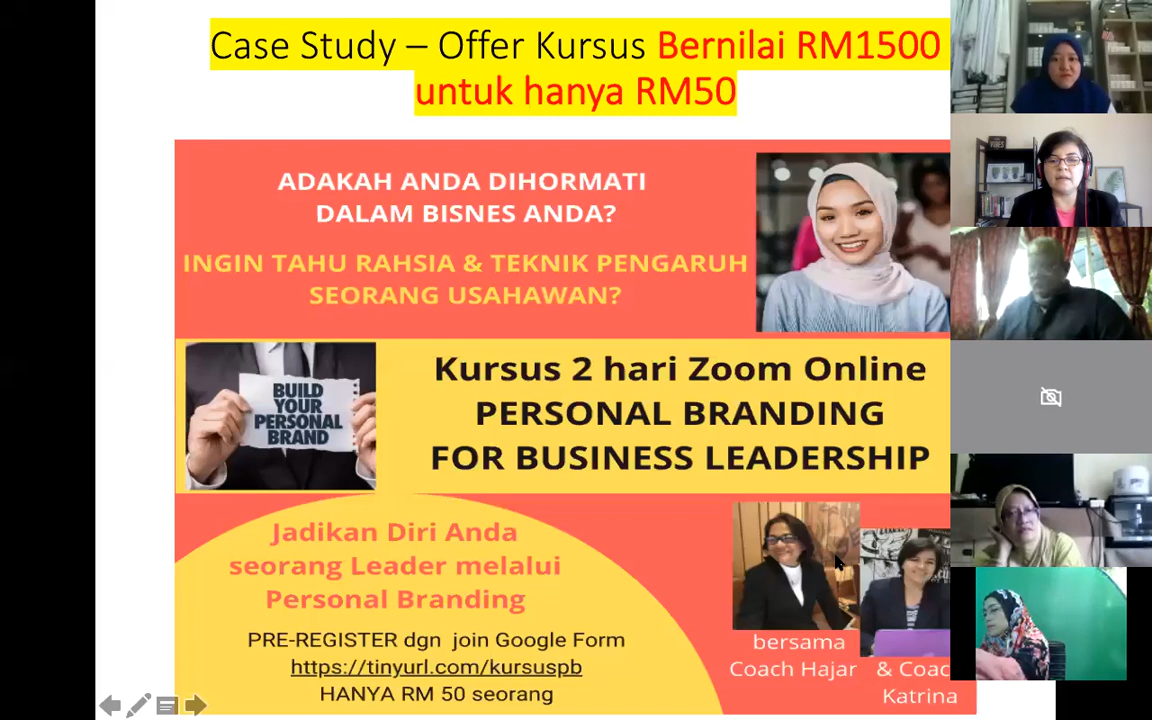 Case Study – Offer Kursus Bernilai RM1500
untuk hanya RM50
ADAKAH ANDA DIHORMATI
DALAM BISNES ANDA?
INGIN TAHU RAHSIA & TEKNIK PENGARUH
SEORANG USAHAWAN?
BUILD
YOUR
PERSONAL
BRAND
Kursus 2 hari Zoom Online
PERSONAL BRANDING
FOR BUSINESS LEADERSHIP
Jadikan Diri Anda
seorang Leader melalui
Personal Branding
PRE-REGISTER dgn join Google Form
https://tinyurl.com/kursuspb
HANYA RM 50 seorang
bersama
Coach Hajar
& Coac
Katrina